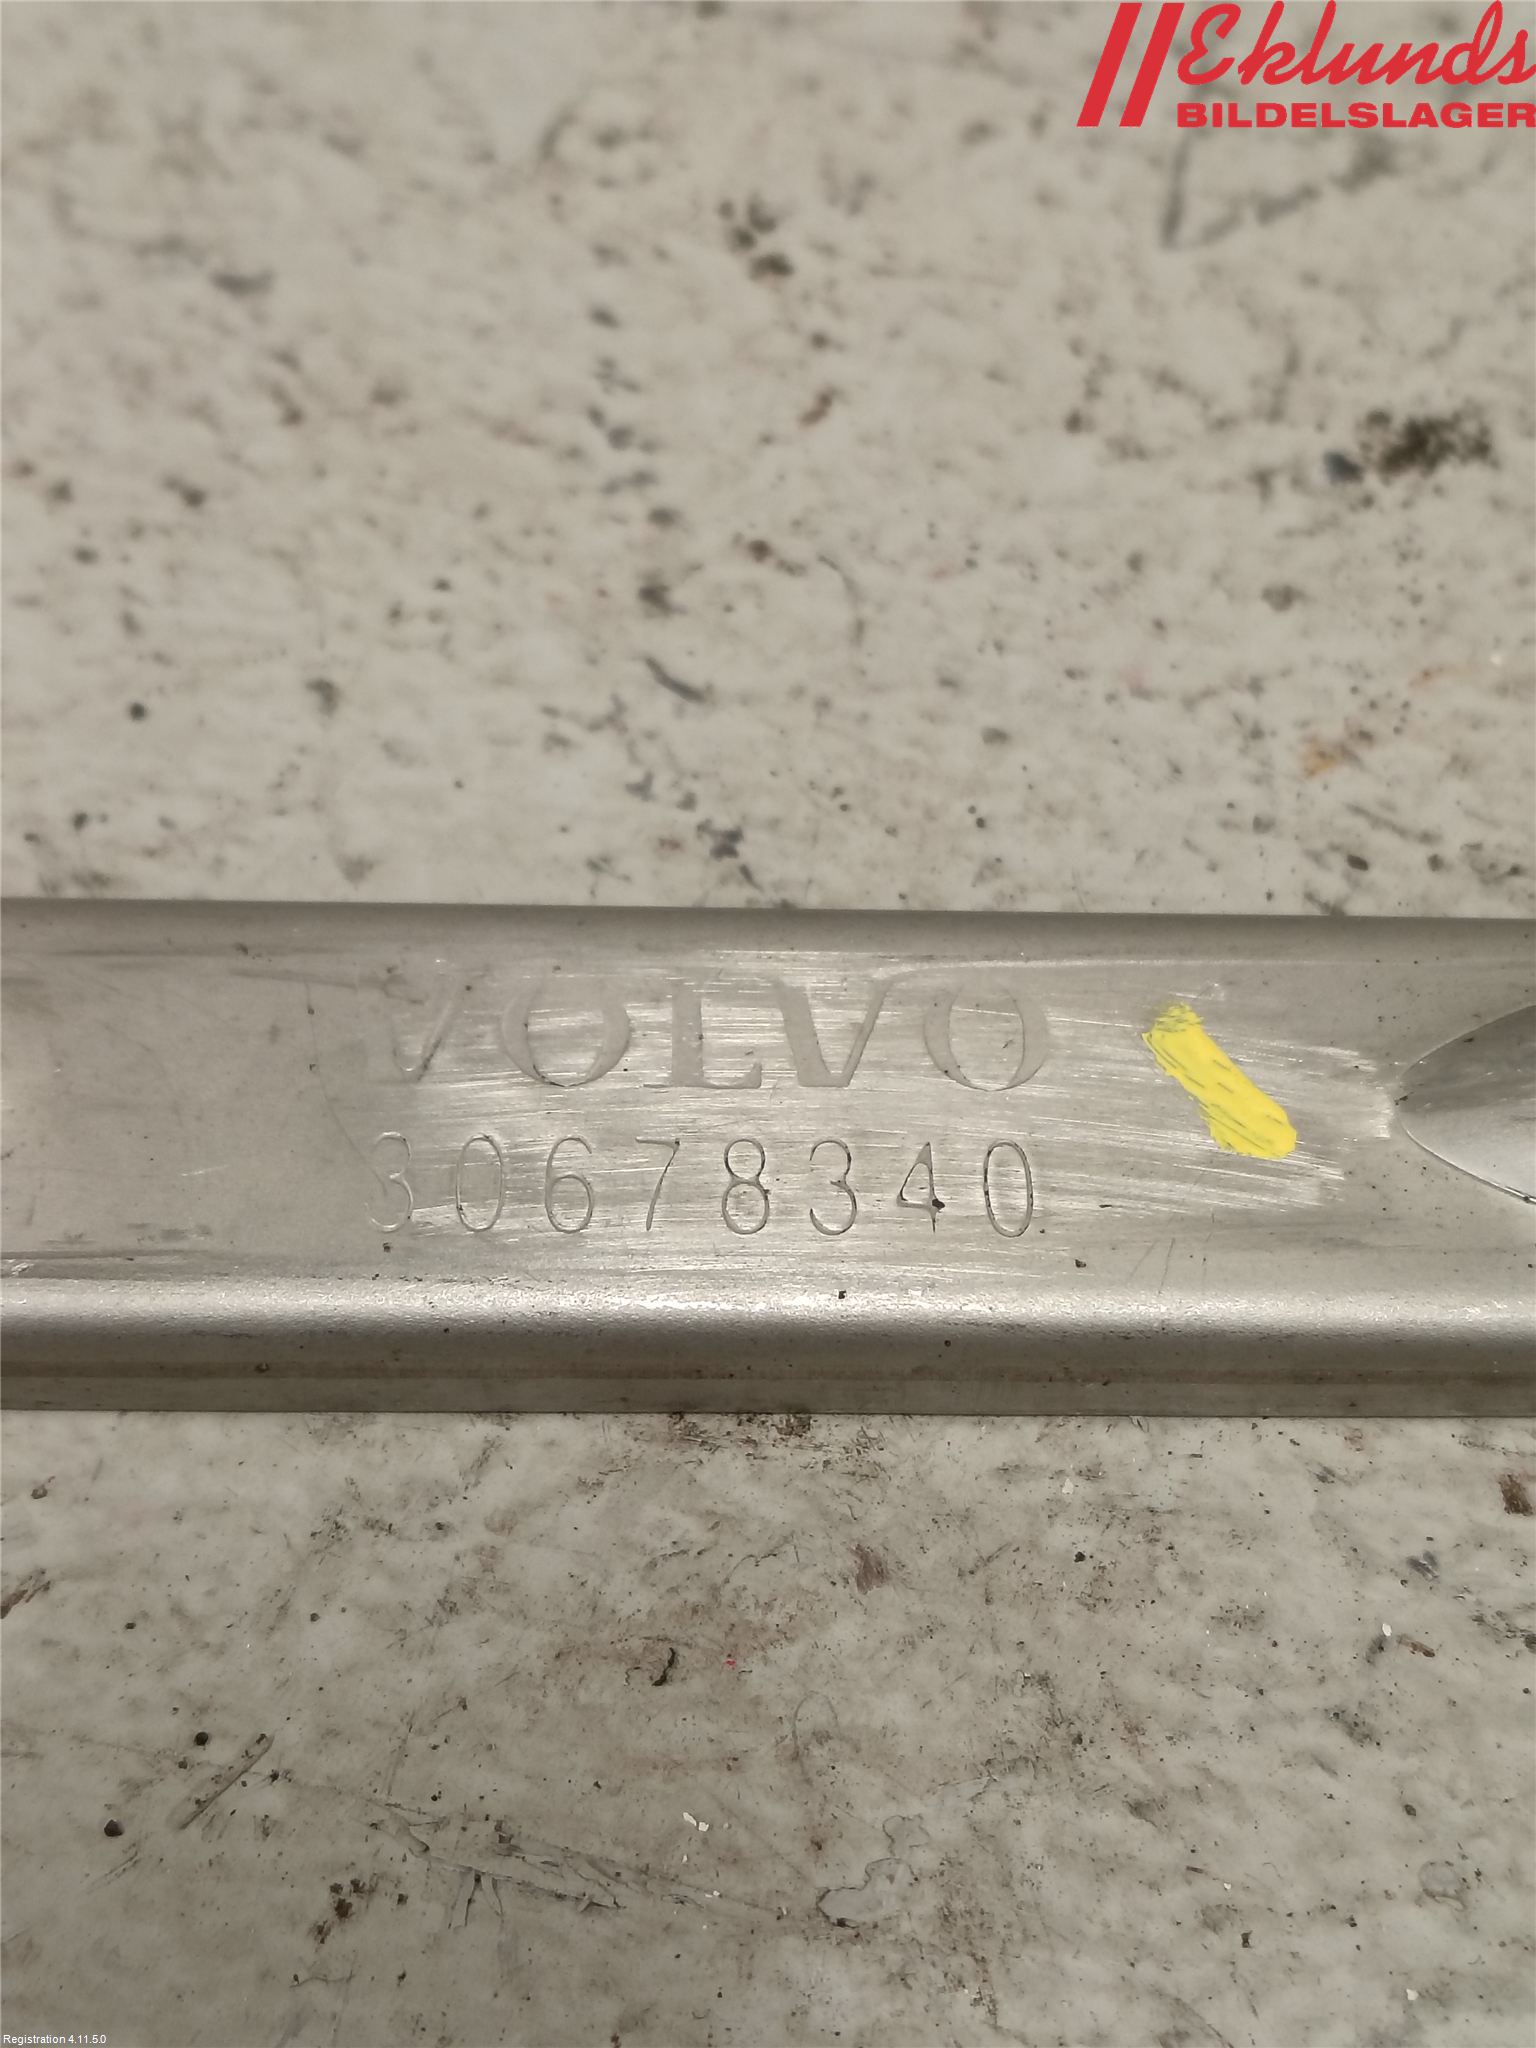 Eklunds
BILDELSLAGER
VOLVO
30678340
Registration 4.11.5.0